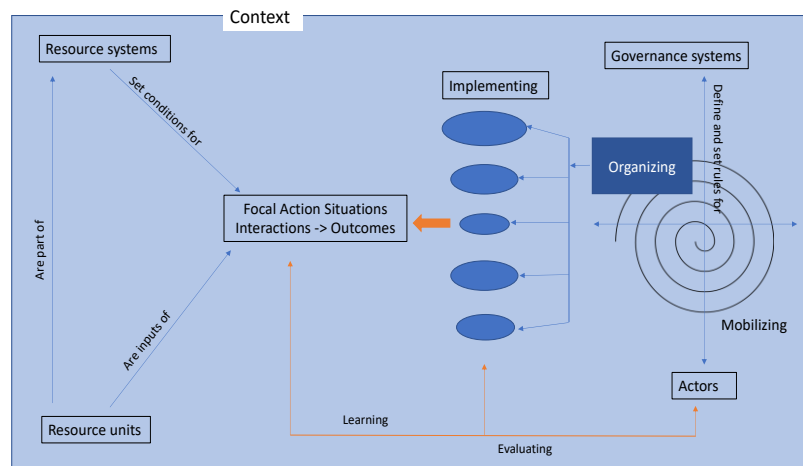 Context
Resource systems
Governance systems
Implementing
Set conditions for
Define and set rules for
Organizing
Focal Action Situations
Interactions -> Outcomes
Are part of
Are inputs of
Mobilizing
Actors
Learning
Resource units
Evaluating